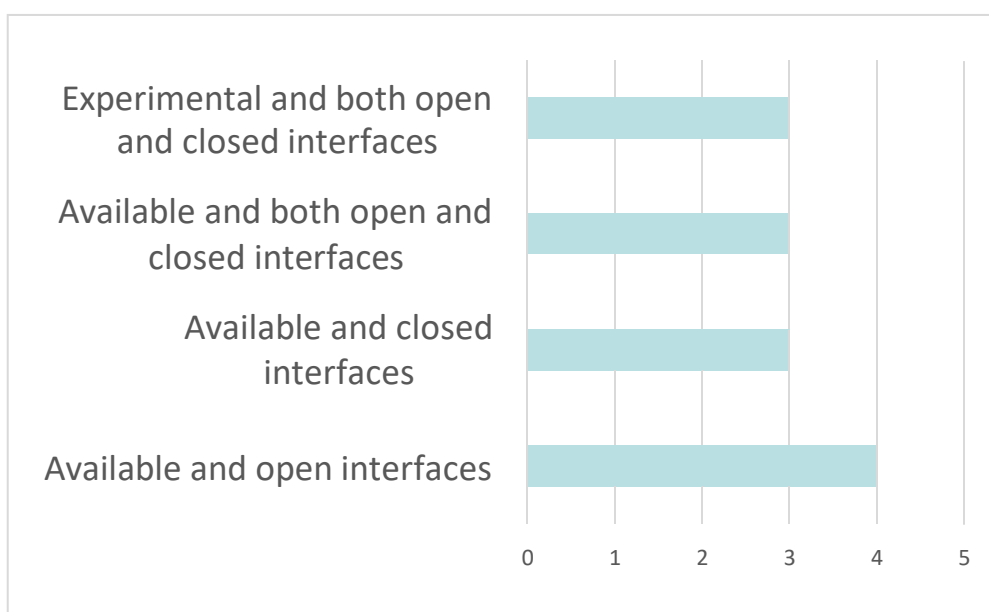 Experimental and both open
and closed interfaces
Available and both open and
closed interfaces
Available and closed
interfaces
Available and open interfaces
0 1 2 3 4 5